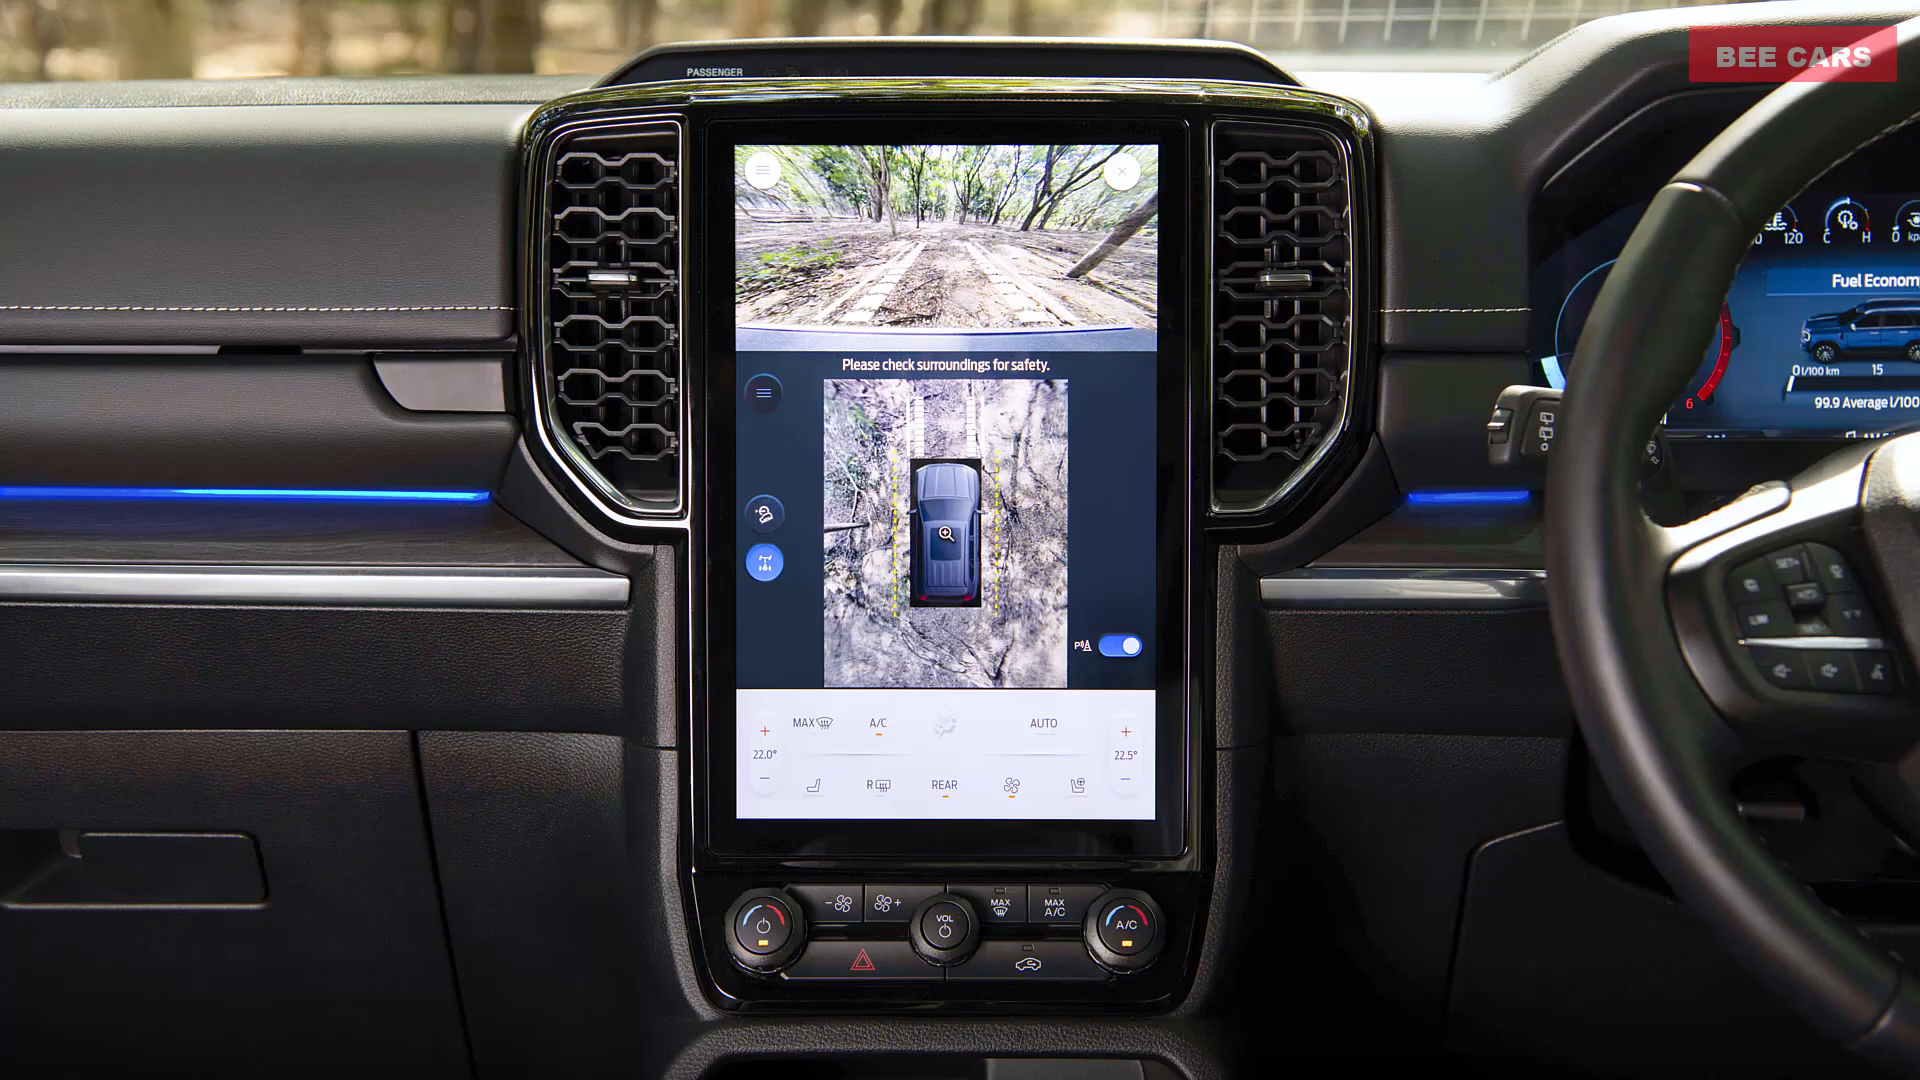 BEE CARS
PASSENGER
120
C H
0
Fuel Econom
0 l/100 km 15
99.9 Average l/100
6
Please check surroundings for safety.
P
MAX A/C AUTO
22.0° 22.5°
R REAR
VOL
MAX
MAX
A/C
A/C